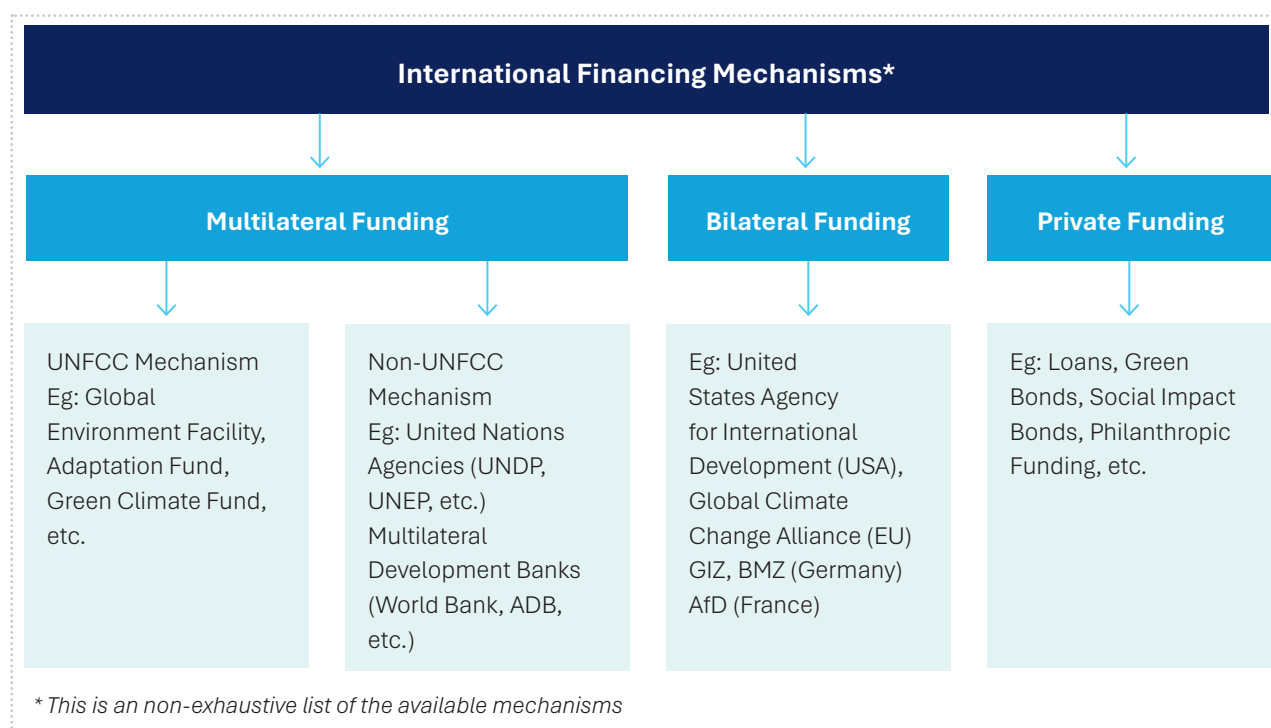 International Financing Mechanisms*
Multilateral Funding
Bilateral Funding
Private Funding
UNFCC Mechanism
Eg: Global
Environment Facility,
Adaptation Fund,
Green Climate Fund,
etc.
Non-UNFCC
Mechanism
Eg: United Nations
Agencies (UNDP,
UNEP, etc.)
Multilateral
Development Banks
(World Bank, ADB,
etc.)
Eg: United
States Agency
for International
Development (USA),
Global Climate
Change Alliance (EU)
GIZ, BMZ (Germany)
AfD (France)
Eg: Loans, Green
Bonds, Social Impact
Bonds, Philanthropic
Funding, etc.
* This is an non-exhaustive list of the available mechanisms